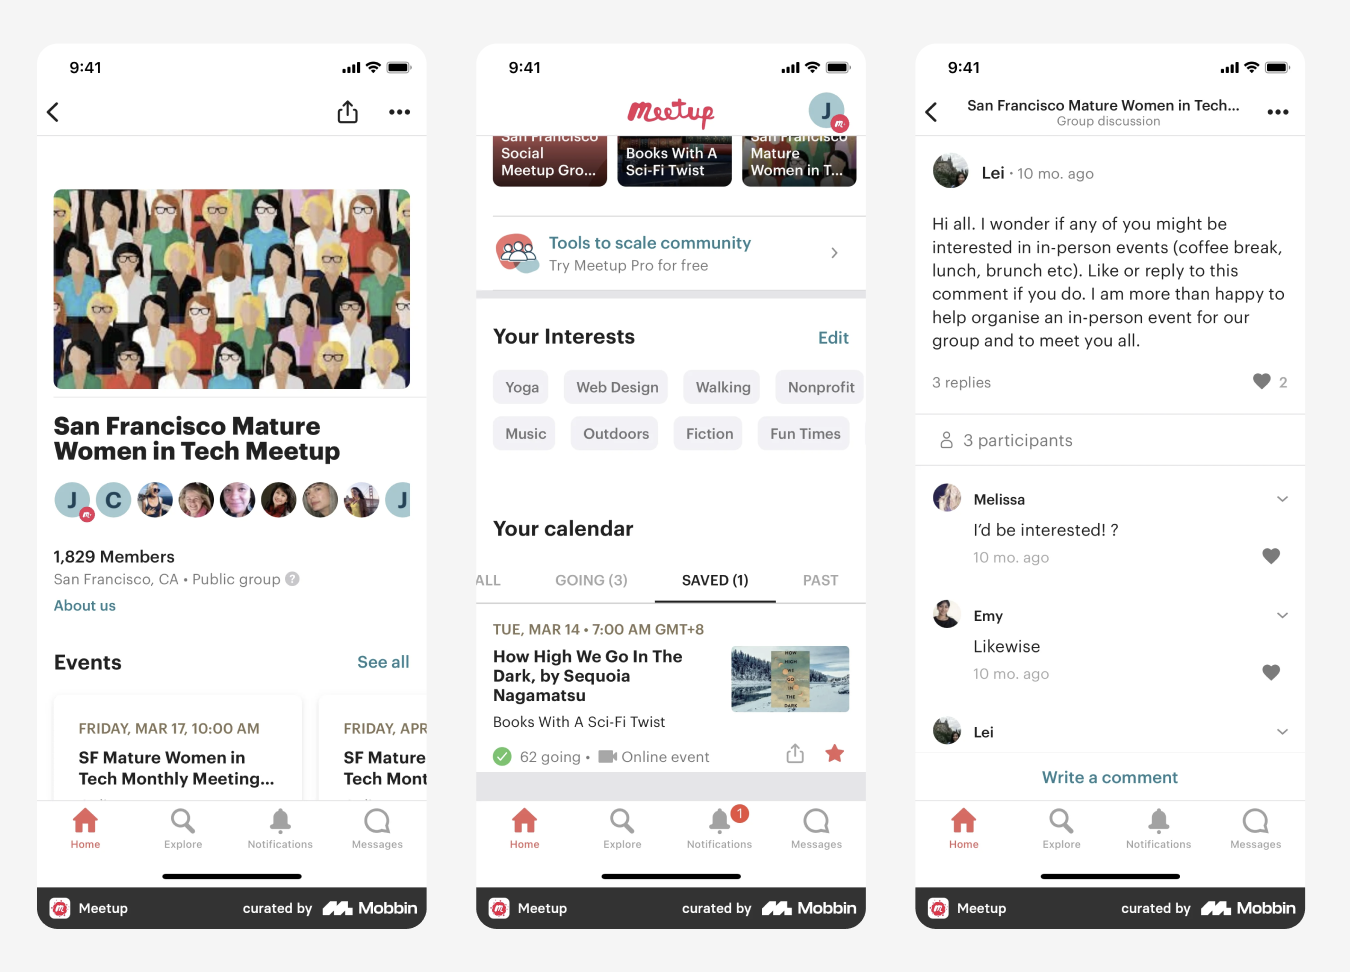 9:41
San Francisco Mature
Women in Tech Meetup
J
C
J
1,829 Members
San Francisco, CA • Public group ?
About us
Events
See all
FRIDAY, MAR 17, 10:00 AM
SF Mature Women in
Tech Monthly Meeting...
FRIDAY, APR
SF Mature
Tech Mont
Home
Explore
Notifications
Messages
Meetup
curated by Mobbin
9:41
meetup
J
San Francisco
Social
Meetup Gro...
Books With A
Sci-Fi Twist
San Francisco
Mature
Women in T...
Tools to scale community
Try Meetup Pro for free
Your Interests
Edit
Yoga
Web Design
Walking
Nonprofit
Music
Outdoors
Fiction
Fun Times
Your calendar
ALL
GOING (3)
SAVED (1)
PAST
TUE, MAR 14 • 7:00 AM GMT+8
How High We Go In The
Dark, by Sequoia
Nagamatsu
HOW
HIGH
WE
GO
IN
THE
DARK
Books With A Sci-Fi Twist
62 going • Online event
Home
Explore
1
Notifications
Messages
Meetup
curated by Mobbin
9:41
San Francisco Mature Women in Tech...
Group discussion
Lei · 10 mo. ago
Hi all. I wonder if any of you might be
interested in in-person events (coffee break,
lunch, brunch etc). Like or reply to this
comment if you do. I am more than happy to
help organise an in-person event for our
group and to meet you all.
3 replies
2
3 participants
Melissa
I'd be interested! ?
10 mo. ago
Emy
Likewise
10 mo. ago
Lei
Write a comment
Home
Explore
Notifications
Messages
Meetup
curated by Mobbin